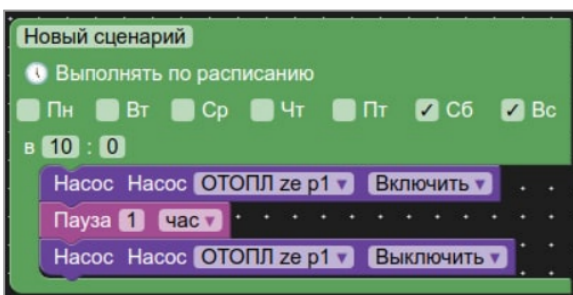 Новый сценарий
Выполнять по расписанию
Пн Вт Ср Чт Пт Сб Вс
в 10 : 0
Насос Насос ОТОПЛ ze p1 Включить
Пауза 1 час
Насос Насос ОТОПЛ ze p1 Выключить